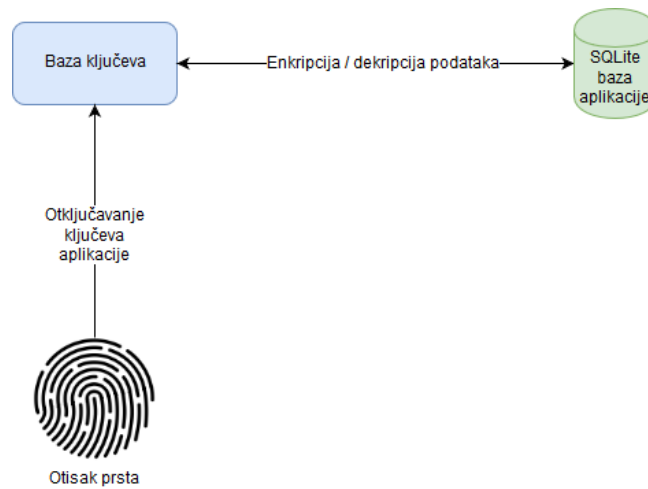 Baza ključeva
Enkripcija / dekripcija podataka
SQLite
baza
aplikacije
Otključavanje
ključeva
aplikacije
Otisak prsta